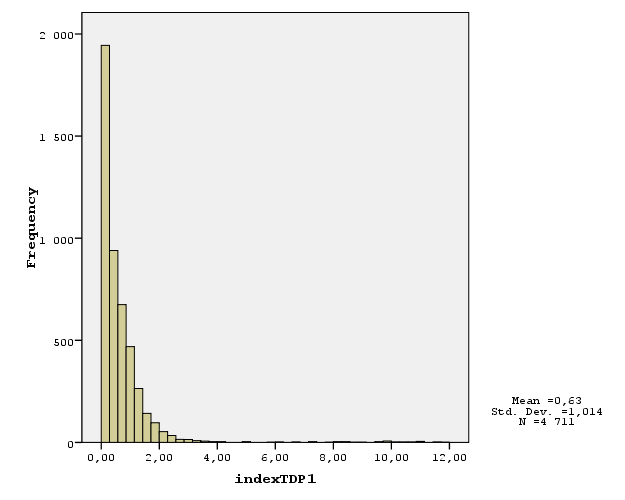 2 000
1 500
1 000
500
0
Frequency
0,00 2,00 4,00 6,00 8,00 10,00 12,00
indexTDP1
Mean =0,63
Std. Dev. =1,014
N =4 711